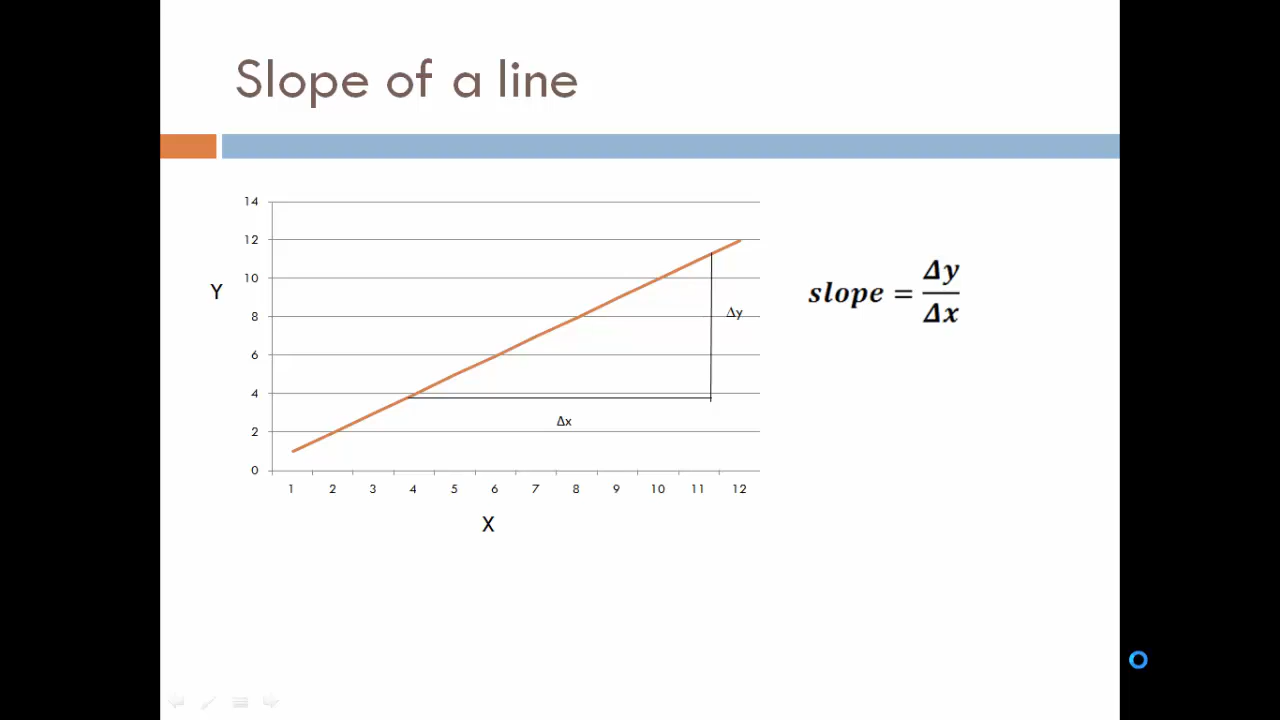 Slope of a line
14
12
10
8
6
4
2
0
Y
Δy
Δx
1 2 3 4 5 6 7 8 9 10 11 12
X
slope = Δy/Δx